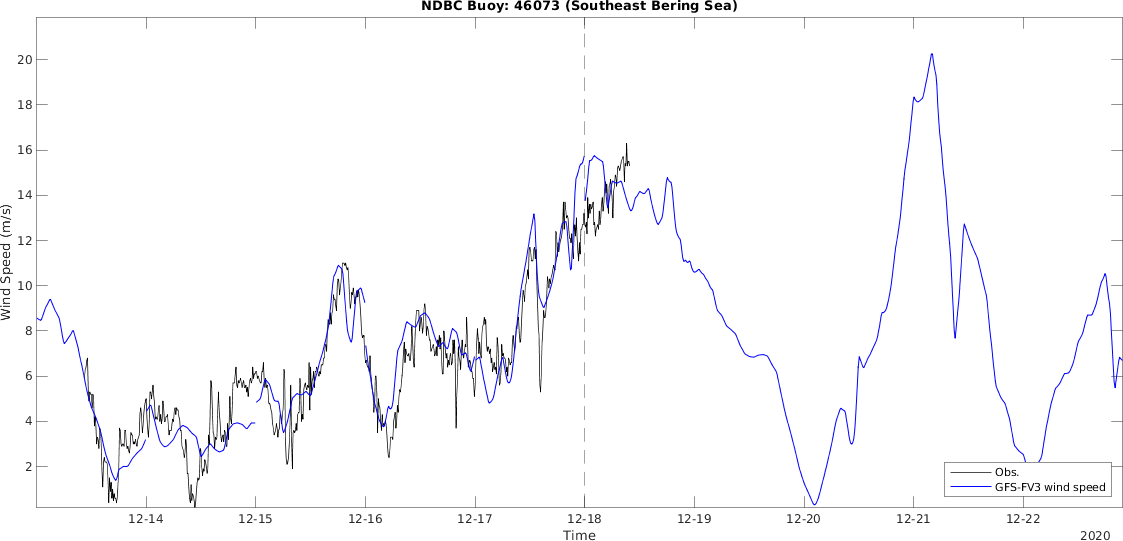 NDBC Buoy: 46073 (Southeast Bering Sea)
20
18
16
14
12
10
8
6
4
2
Wind Speed (m/s)
Obs.
GFS-FV3 wind speed
12-14 12-15 12-16 12-17 12-18 12-19 12-20 12-21 12-22
Time
2020